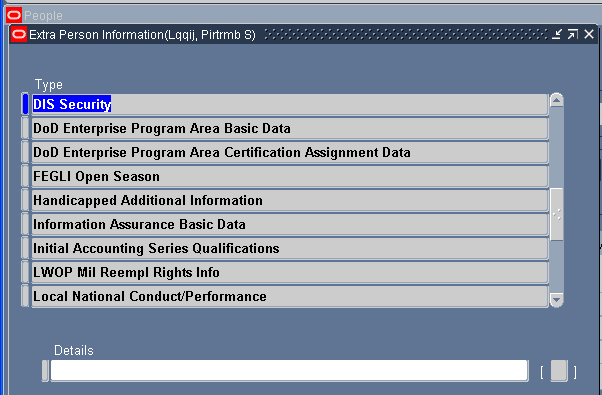 People
Extra Person Information(Lqqij, Pirtrmb S)
Type
DIS Security
DoD Enterprise Program Area Basic Data
DoD Enterprise Program Area Certification Assignment Data
FEGLI Open Season
Handicapped Additional Information
Information Assurance Basic Data
Initial Accounting Series Qualifications
LWOP Mil Reempl Rights Info
Local National Conduct/Performance
Details
[ ]